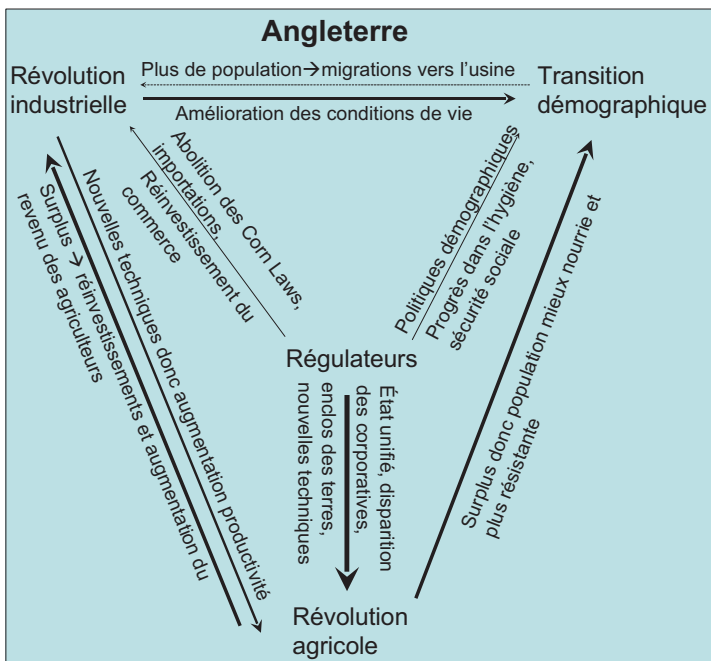 Angleterre
Révolution
industrielle
Plus de population→migrations vers l'usine
Amélioration des conditions de vie
Transition
démographique
Abolition des Corn Laws,
importations,
Réinvestissement du
commerce
Politiques démographiques
Progrès dans l'hygiène,
sécurité sociale
Nouvelles techniques donc augmentation productivité
Surplus → réinvestissements et augmentation du
revenu des agriculteurs
Régulateurs
État unifié, disparition
des corporatives,
enclos des terres,
nouvelles techniques
Surplus donc population mieux nourrie et
plus résistante
Révolution
agricole